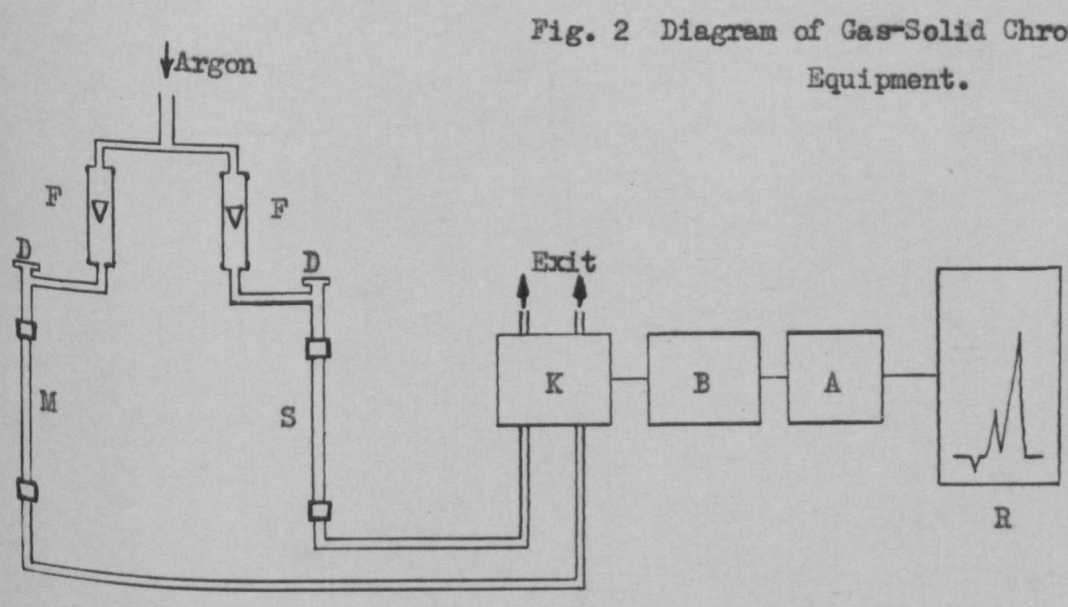 Fig. 2 Diagram of Gas-Solid Chro
Equipment.
Argon
F
F
D
D
Exit
M
S
K
B
A
R